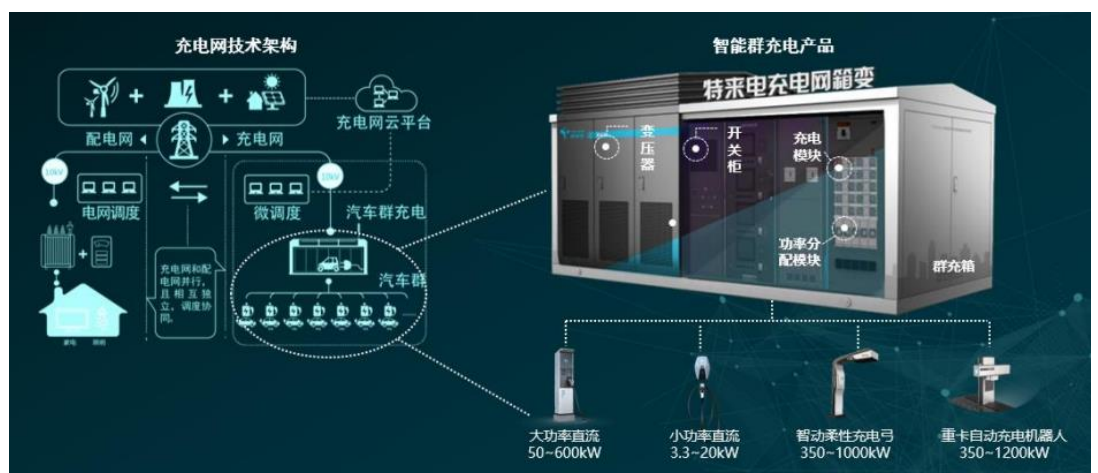 充电网技术架构
充电网云平台
配电网
充电网
10kV
10kV
电网调度
微调度
汽车群充电
充电网和配
电网并行,
且相互独
立,调度协
同。
汽车群
家电
照明
智能群充电产品
特来电充电网箱变
变压器
开关柜
充电
模块
功率分
配模块
群充箱
大功率直流
50~600kW
小功率直流
3.3~20kW
智动柔性充电弓
350~1000kW
重卡自动充电机器人
350~1200kW